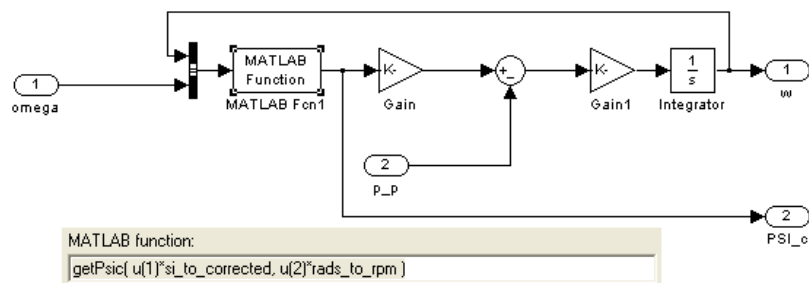 MATLAB
Function
1
K-
+
-
K-
1
s
1
omega
MATLAB Fcn1
Gain
Gain1
Integrator
w
2
P_P
2
PSI_c
MATLAB function:
getPsic( u(1)*si_to_corrected, u(2)*rads_to_rpm )